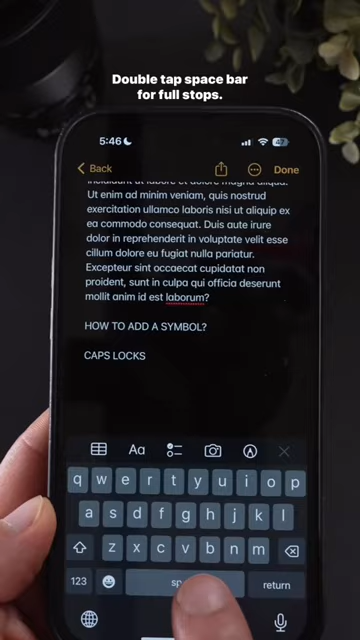 Double tap space bar
for full stops.
5:46
47
Back
Done
incididunt ut labore et dolore magna aliqua.
Ut enim ad minim veniam, quis nostrud
exercitation ullamco laboris nisi ut aliquip ex
ea commodo consequat. Duis aute irure
dolor in reprehenderit in voluptate velit esse
cillum dolore eu fugiat nulla pariatur.
Excepteur sint occaecat cupidatat non
proident, sunt in culpa qui officia deserunt
mollit anim id est laborum?
HOW TO ADD A SYMBOL?
CAPS LOCKS
Aa
q w e r t y u i o p
a s d f g h j k l
z x c v b n m
123
return